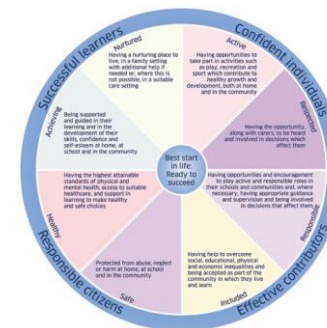 Successful learners
Confident individuals
Nurtured
Having a nurturing place to
live, in a family setting
with additional help if
needed or, where this
is not possible, in a suitable
care setting
Active
Having opportunities to
take part in activities such
as play, recreation and
sport which contribute to
healthy growth and
development, both at home
and in the community
Achieving
Being supported
and guided in their
learning and in the
development of their
skills, confidence and
self-esteem at home, at
school and in the community
Respected
Having the opportunity,
along with carers, to be heard
and involved in decisions which
affect them
Best start
in life:
Ready to
succeed
Having the highest attainable
standards of physical and
mental health, access to suitable
healthcare, and support in
learning to make healthy
and safe choices
Healthy
Having opportunities and encouragement
to play active and responsible roles in
their schools and communities and, where
necessary, having appropriate guidance
and supervision and being involved
in decisions that affect them
Responsible
Protected from abuse, neglect
or harm at home, at school
and in the community
Safe
Having help to overcome
social, educational, physical
and economic inequalities and
being accepted as part of the
community in which they
live and learn
Included
Responsible citizens
Effective contributors